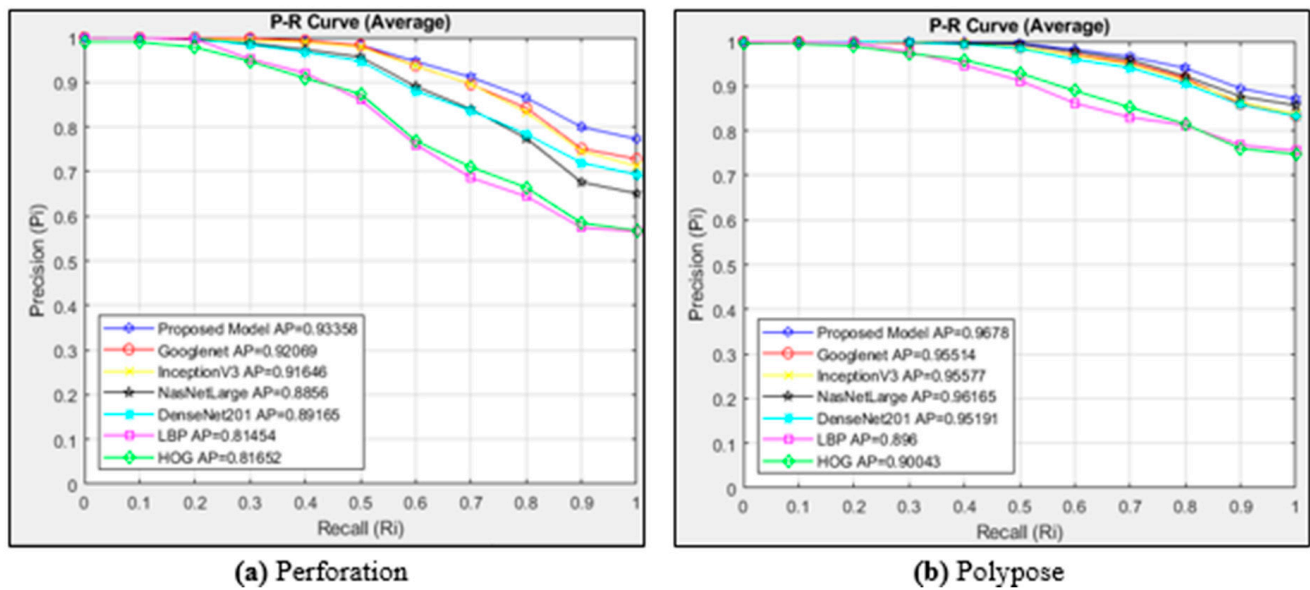 P-R Curve (Average)
1
0.9
0.8
0.7
0.6
0.5
0.4
0.3
0.2
0.1
0
Precision (Pi)
Proposed Model AP=0.93358
Googlenet AP=0.92069
InceptionV3 AP=0.91646
NasNetLarge AP=0.8856
DenseNet201 AP=0.89165
LBP AP=0.81454
HOG AP=0.81652
0 0.1 0.2 0.3 0.4 0.5 0.6 0.7 0.8 0.9 1
Recall (Ri)
(a) Perforation
P-R Curve (Average)
1
0.9
0.8
0.7
0.6
0.5
0.4
0.3
0.2
0.1
0
Precision (Pi)
Proposed Model AP=0.9678
Googlenet AP=0.95514
InceptionV3 AP=0.95577
NasNetLarge AP=0.96165
DenseNet201 AP=0.95191
LBP AP=0.896
HOG AP=0.90043
0 0.1 0.2 0.3 0.4 0.5 0.6 0.7 0.8 0.9 1
Recall (Ri)
(b) Polypose